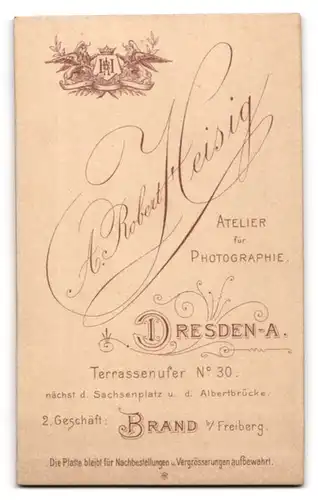 A. Robert Heisig
ATELIER
für
PHOTOGRAPHIE.
DRESDEN-A.
Terrassenufer No 30.
nächst d. Sachsenplatz u. d. Albertbrücke.
2. Geschäft: BRAND b/ Freiberg.
Die Platte bleibt für Nachbestellungen u. Vergrösserungen aufbewahrt.